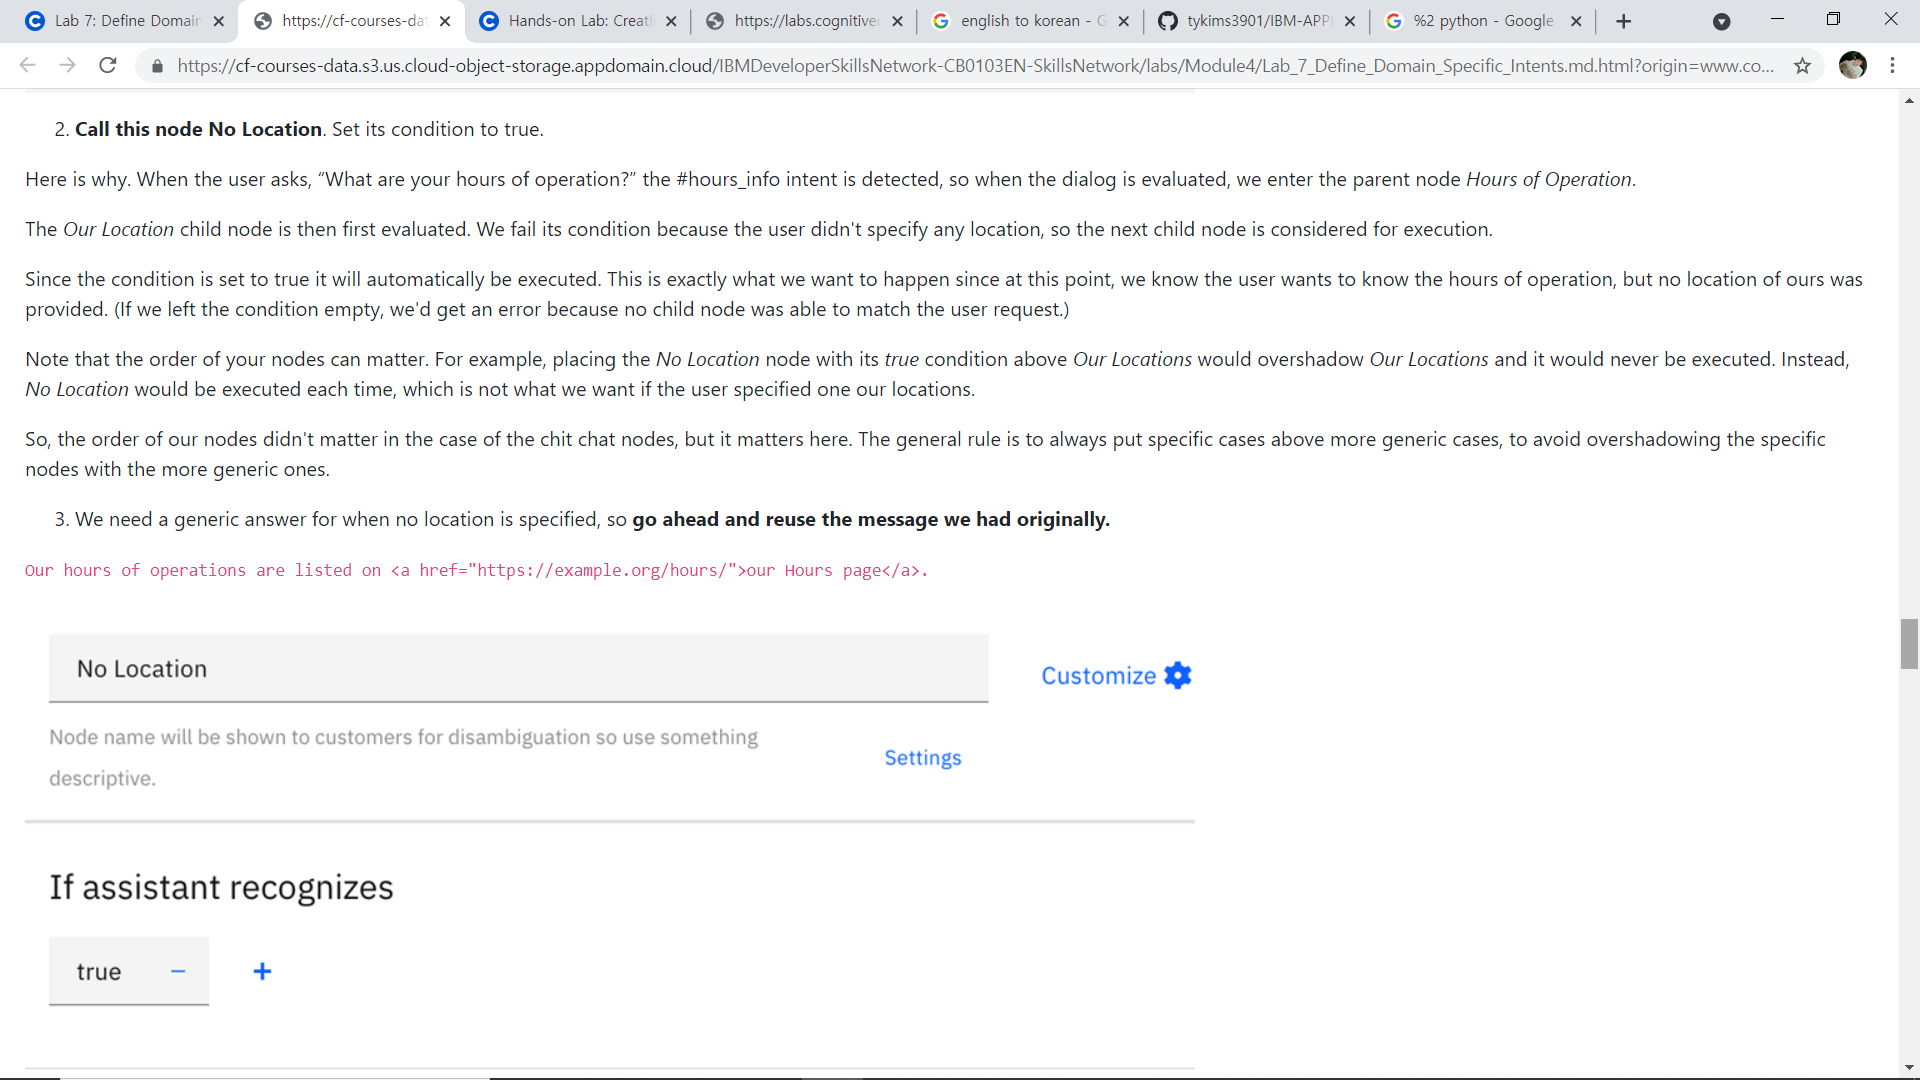 Lab 7: Define Domain
https://cf-courses-dat
Hands-on Lab: Creati
https://labs.cognitivec
english to korean - G
tykims3901/IBM-APPL
%2 python - Google
https://cf-courses-data.s3.us.cloud-object-storage.appdomain.cloud/IBMDeveloperSkillsNetwork-CB0103EN-SkillsNetwork/labs/Module4/Lab_7_Define_Domain_Specific_Intents.md.html?origin=www.co...
2. Call this node No Location. Set its condition to true.
Here is why. When the user asks, “What are your hours of operation?” the #hours_info intent is detected, so when the dialog is evaluated, we enter the parent node Hours of Operation.
The Our Location child node is then first evaluated. We fail its condition because the user didn't specify any location, so the next child node is considered for execution.
Since the condition is set to true it will automatically be executed. This is exactly what we want to happen since at this point, we know the user wants to know the hours of operation, but no location of ours was
provided. (If we left the condition empty, we'd get an error because no child node was able to match the user request.)
Note that the order of your nodes can matter. For example, placing the No Location node with its true condition above Our Locations would overshadow Our Locations and it would never be executed. Instead,
No Location would be executed each time, which is not what we want if the user specified one our locations.
So, the order of our nodes didn't matter in the case of the chit chat nodes, but it matters here. The general rule is to always put specific cases above more generic cases, to avoid overshadowing the specific
nodes with the more generic ones.
3. We need a generic answer for when no location is specified, so go ahead and reuse the message we had originally.
Our hours of operations are listed on <a href="https://example.org/hours/">our Hours page</a>.
No Location
Customize
Node name will be shown to customers for disambiguation so use something
descriptive.
Settings
If assistant recognizes
true